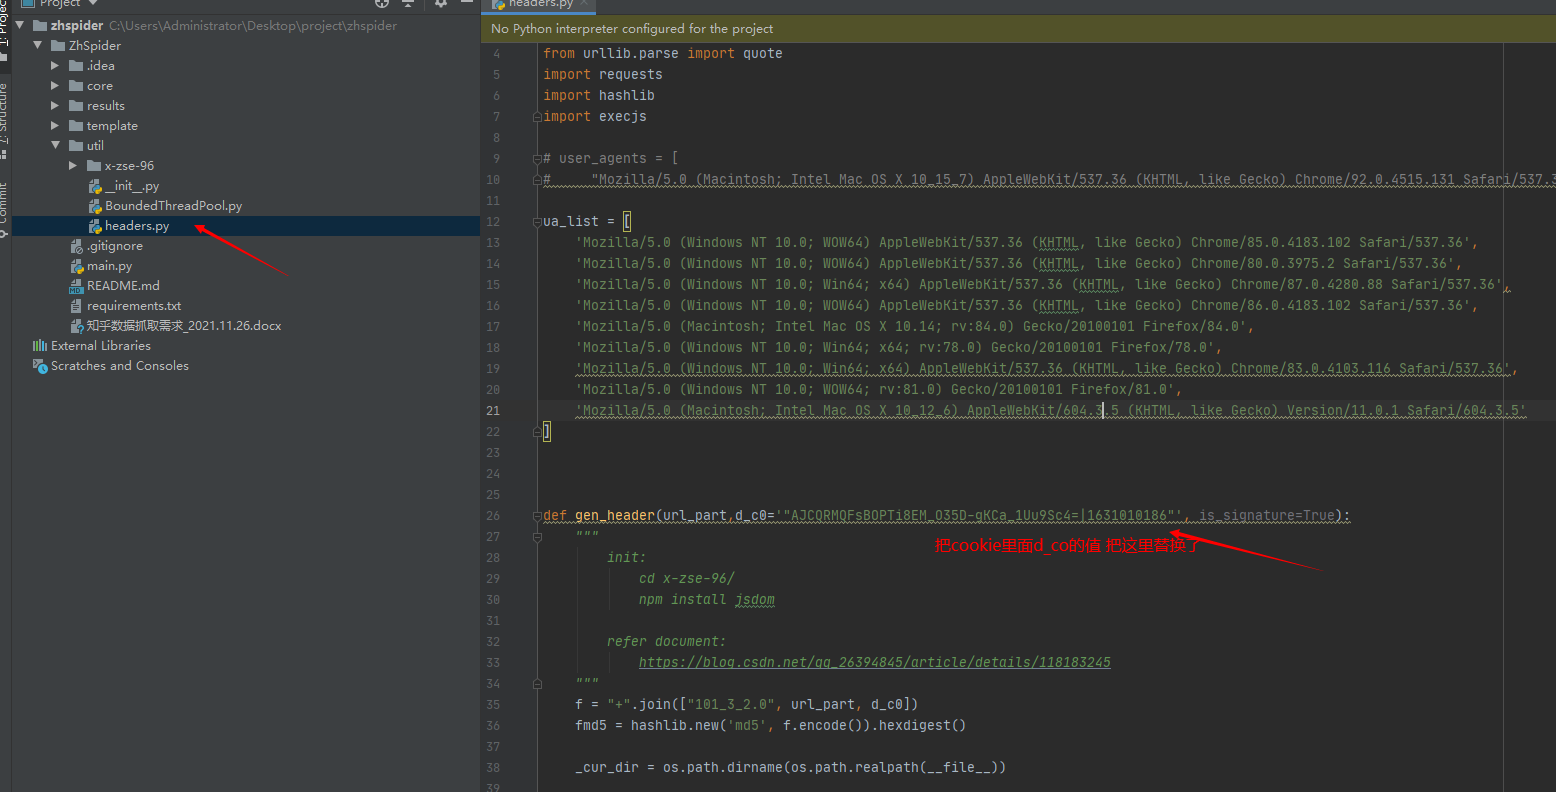 Project
zhspider C:\Users\Administrator\Desktop\project\zhspider
ZhSpider
.idea
core
results
template
util
x-zse-96
__init__.py
BoundedThreadPool.py
headers.py
.gitignore
main.py
README.md
requirements.txt
知乎数据抓取需求_2021.11.26.docx
External Libraries
Scratches and Consoles
1: Project
7: Structure
Commit
headers.py
No Python interpreter configured for the project
4 from urllib.parse import quote
5 import requests
6 import hashlib
7 import execjs
8
9 # user_agents = [
10 #     "Mozilla/5.0 (Macintosh; Intel Mac OS X 10_15_7) AppleWebKit/537.36 (KHTML, like Gecko) Chrome/92.0.4515.131 Safari/537.3
11
12 ua_list = [
13     'Mozilla/5.0 (Windows NT 10.0; WOW64) AppleWebKit/537.36 (KHTML, like Gecko) Chrome/85.0.4183.102 Safari/537.36',
14     'Mozilla/5.0 (Windows NT 10.0; WOW64) AppleWebKit/537.36 (KHTML, like Gecko) Chrome/80.0.3975.2 Safari/537.36',
15     'Mozilla/5.0 (Windows NT 10.0; Win64; x64) AppleWebKit/537.36 (KHTML, like Gecko) Chrome/87.0.4280.88 Safari/537.36',
16     'Mozilla/5.0 (Windows NT 10.0; WOW64) AppleWebKit/537.36 (KHTML, like Gecko) Chrome/86.0.4183.102 Safari/537.36',
17     'Mozilla/5.0 (Macintosh; Intel Mac OS X 10.14; rv:84.0) Gecko/20100101 Firefox/84.0',
18     'Mozilla/5.0 (Windows NT 10.0; Win64; x64; rv:78.0) Gecko/20100101 Firefox/78.0',
19     'Mozilla/5.0 (Windows NT 10.0; Win64; x64) AppleWebKit/537.36 (KHTML, like Gecko) Chrome/83.0.4103.116 Safari/537.36',
20     'Mozilla/5.0 (Windows NT 10.0; WOW64; rv:81.0) Gecko/20100101 Firefox/81.0',
21     'Mozilla/5.0 (Macintosh; Intel Mac OS X 10_12_6) AppleWebKit/604.3.5 (KHTML, like Gecko) Version/11.0.1 Safari/604.3.5'
22 ]
23
24
25
26 def gen_header(url_part,d_c0='"AJCQRMQFsBOPTi8EM_O35D-gKCa_1Uu9Sc4=|1631010186"', is_signature=True):
27     """
把cookie里面d_co的值 把这里替换了
28         init:
29             cd x-zse-96/
30             npm install jsdom
31
32         refer document:
33             https://blog.csdn.net/qq_26394845/article/details/118183245
34     """
35     f = "+".join(["101_3_2.0", url_part, d_c0])
36     fmd5 = hashlib.new('md5', f.encode()).hexdigest()
37
38     _cur_dir = os.path.dirname(os.path.realpath(__file__))
39